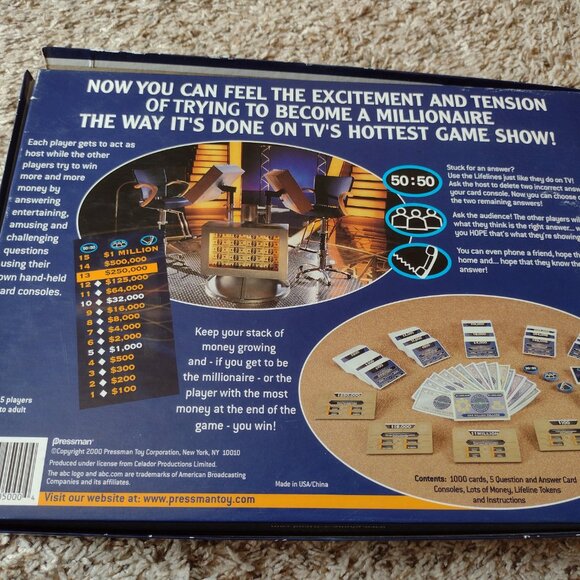 NOW YOU CAN FEEL THE EXCITEMENT AND TENSION
OF TRYING TO BECOME A MILLIONAIRE
THE WAY IT'S DONE ON TV'S HOTTEST GAME SHOW!
Each player gets to act as
host while the other
players try to win
more and more
money by
answering
entertaining,
amusing and
challenging
questions
using their
own hand-held
card consoles.
50:50
Stuck for an answer?
Use the Lifelines just like they do on TV!
Ask the host to delete two incorrect answ
your card console. Now you can choose
the two remaining answers!
Ask the audience! The other players will
what they think is the right answer...
you HOPE that's what they're showing
You can even phone a friend, hope th
home and... hope that they know the
answer!
50:50
15 $1 MILLION
14 $500,000
13 $250,000
12 $125,000
11 $64,000
10 $32,000
9 $16,000
8 $8,000
7 $4,000
6 $2,000
5 $1,000
4 $500
3 $300
2 $200
1 $100
Keep your stack of
money growing
and - if you get to be
the millionaire - or the
player with the most
money at the end of the
game - you win!
5 players
to adult
Pressman
©Copyright 2000 Pressman Toy Corporation, New York, NY 10010
Produced under license from Celador Productions Limited.
The abc logo and abc.com are trademarks of American Broadcasting
Companies and its affiliates.
Made in USA/China
Contents: 1000 cards, 5 Question and Answer Card
Consoles, Lots of Money, Lifeline Tokens
and Instructions
5000 4
Visit our website at: www.pressmantoy.com